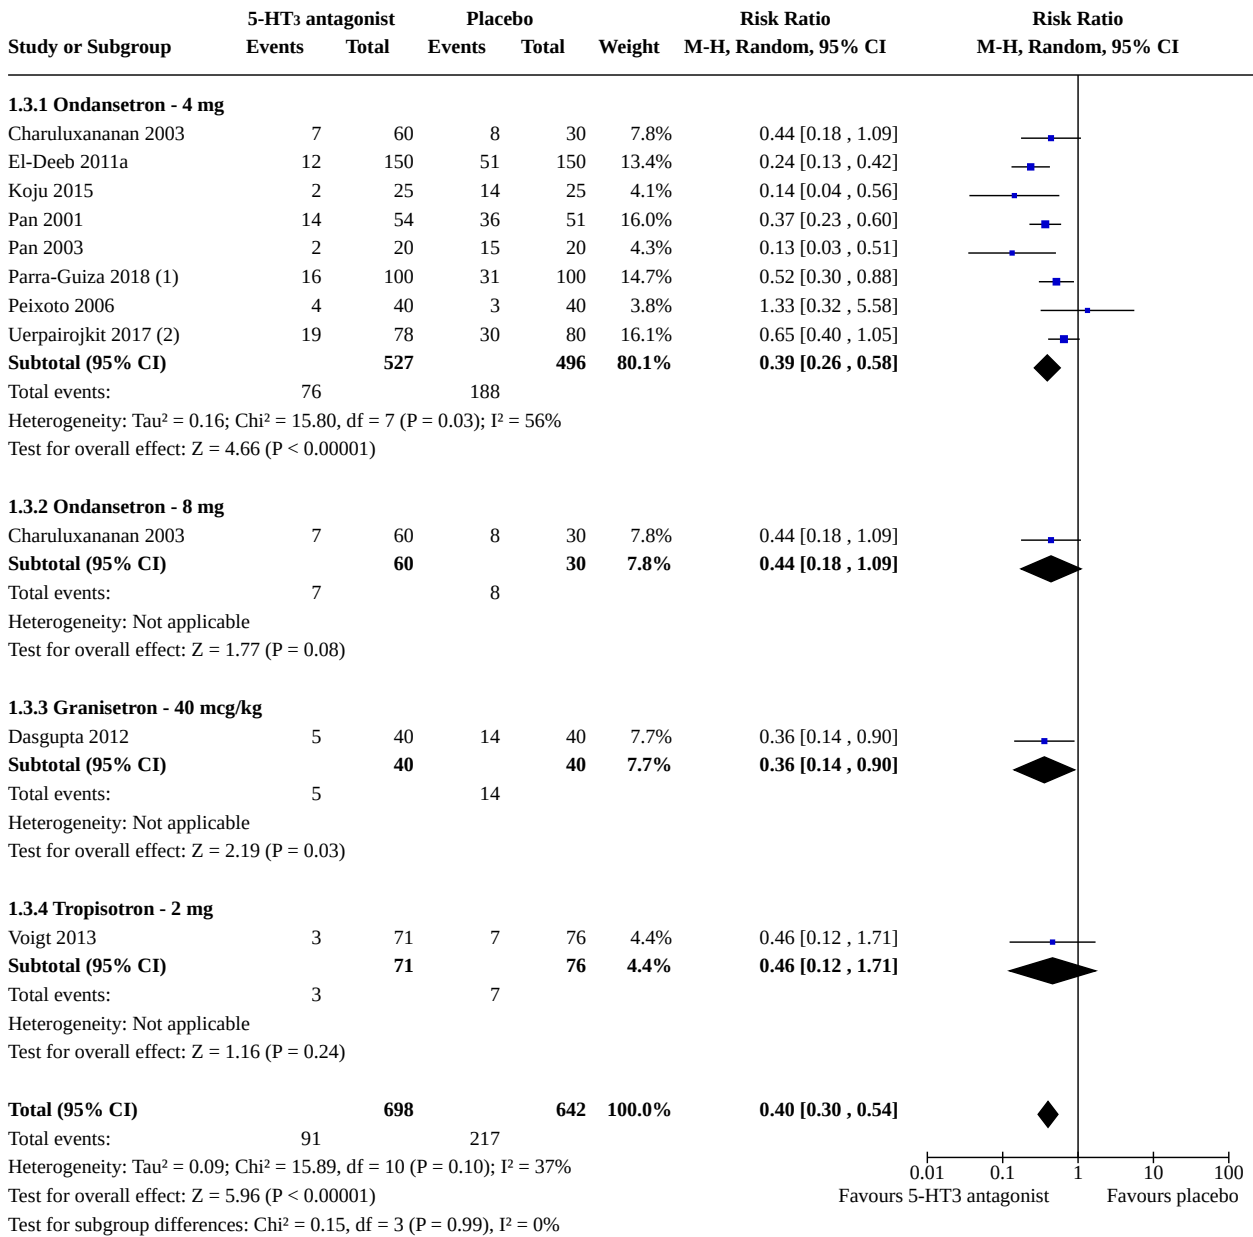 5-HT₃ antagonist Placebo Risk Ratio Risk Ratio
Study or Subgroup Events Total Events Total Weight M-H, Random, 95% CI M-H, Random, 95% CI
1.3.1 Ondansetron - 4 mg
Charuluxananan 2003 7 60 8 30 7.8% 0.44 [0.18 , 1.09]
El-Deeb 2011a 12 150 51 150 13.4% 0.24 [0.13 , 0.42]
Koju 2015 2 25 14 25 4.1% 0.14 [0.04 , 0.56]
Pan 2001 14 54 36 51 16.0% 0.37 [0.23 , 0.60]
Pan 2003 2 20 15 20 4.3% 0.13 [0.03 , 0.51]
Parra-Guiza 2018 (1) 16 100 31 100 14.7% 0.52 [0.30 , 0.88]
Peixoto 2006 4 40 3 40 3.8% 1.33 [0.32 , 5.58]
Uerpairojkit 2017 (2) 19 78 30 80 16.1% 0.65 [0.40 , 1.05]
Subtotal (95% CI) 527 496 80.1% 0.39 [0.26 , 0.58]
Total events: 76 188
Heterogeneity: Tau² = 0.16; Chi² = 15.80, df = 7 (P = 0.03); I² = 56%
Test for overall effect: Z = 4.66 (P < 0.00001)
1.3.2 Ondansetron - 8 mg
Charuluxananan 2003 7 60 8 30 7.8% 0.44 [0.18 , 1.09]
Subtotal (95% CI) 60 30 7.8% 0.44 [0.18 , 1.09]
Total events: 7 8
Heterogeneity: Not applicable
Test for overall effect: Z = 1.77 (P = 0.08)
1.3.3 Granisetron - 40 mcg/kg
Dasgupta 2012 5 40 14 40 7.7% 0.36 [0.14 , 0.90]
Subtotal (95% CI) 40 40 7.7% 0.36 [0.14 , 0.90]
Total events: 5 14
Heterogeneity: Not applicable
Test for overall effect: Z = 2.19 (P = 0.03)
1.3.4 Tropisotron - 2 mg
Voigt 2013 3 71 7 76 4.4% 0.46 [0.12 , 1.71]
Subtotal (95% CI) 71 76 4.4% 0.46 [0.12 , 1.71]
Total events: 3 7
Heterogeneity: Not applicable
Test for overall effect: Z = 1.16 (P = 0.24)
Total (95% CI) 698 642 100.0% 0.40 [0.30 , 0.54]
Total events: 91 217
Heterogeneity: Tau² = 0.09; Chi² = 15.89, df = 10 (P = 0.10); I² = 37%
0.01 0.1 1 10 100
Test for overall effect: Z = 5.96 (P < 0.00001) Favours 5-HT3 antagonist Favours placebo
Test for subgroup differences: Chi² = 0.15, df = 3 (P = 0.99), I² = 0%